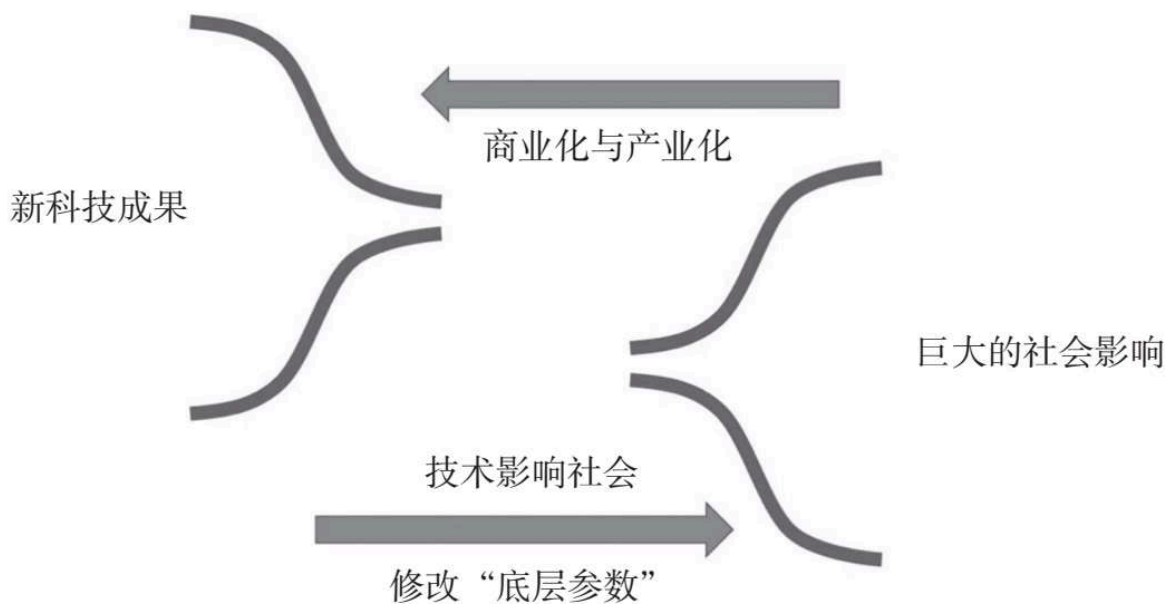 商业化与产业化
新科技成果
巨大的社会影响
技术影响社会
修改“底层参数”